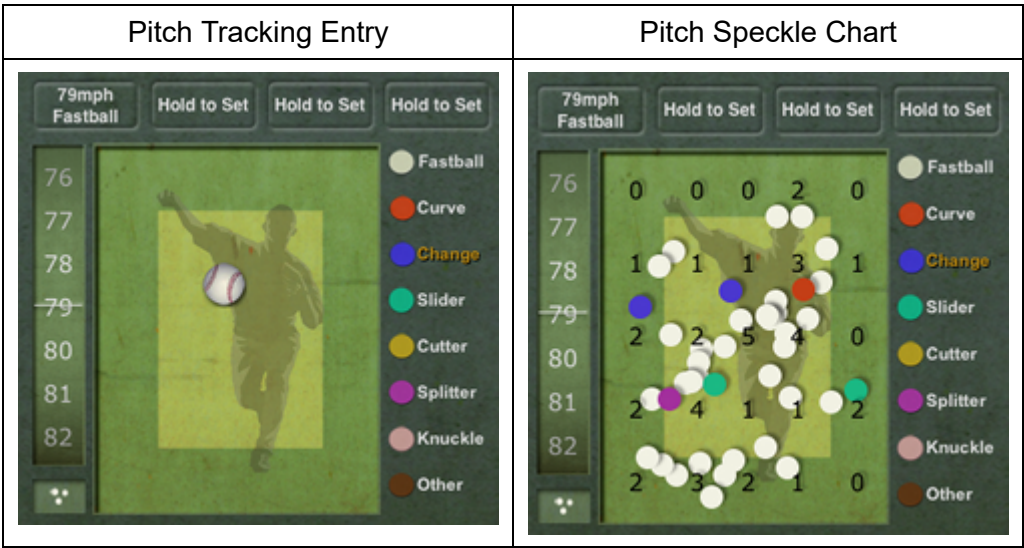 Pitch Tracking Entry
Pitch Speckle Chart
79mph
Fastball
Hold to Set
Hold to Set
Hold to Set
76
77
78
79
80
81
82
Fastball
Curve
Change
Slider
Cutter
Splitter
Knuckle
Other
79mph
Fastball
Hold to Set
Hold to Set
Hold to Set
76
77
78
79
80
81
82
0 0 0 2 0
1 1 1 3 1
2 2 5 4 0
2 4 1 1 2
2 3 2 1 0
Fastball
Curve
Change
Slider
Cutter
Splitter
Knuckle
Other